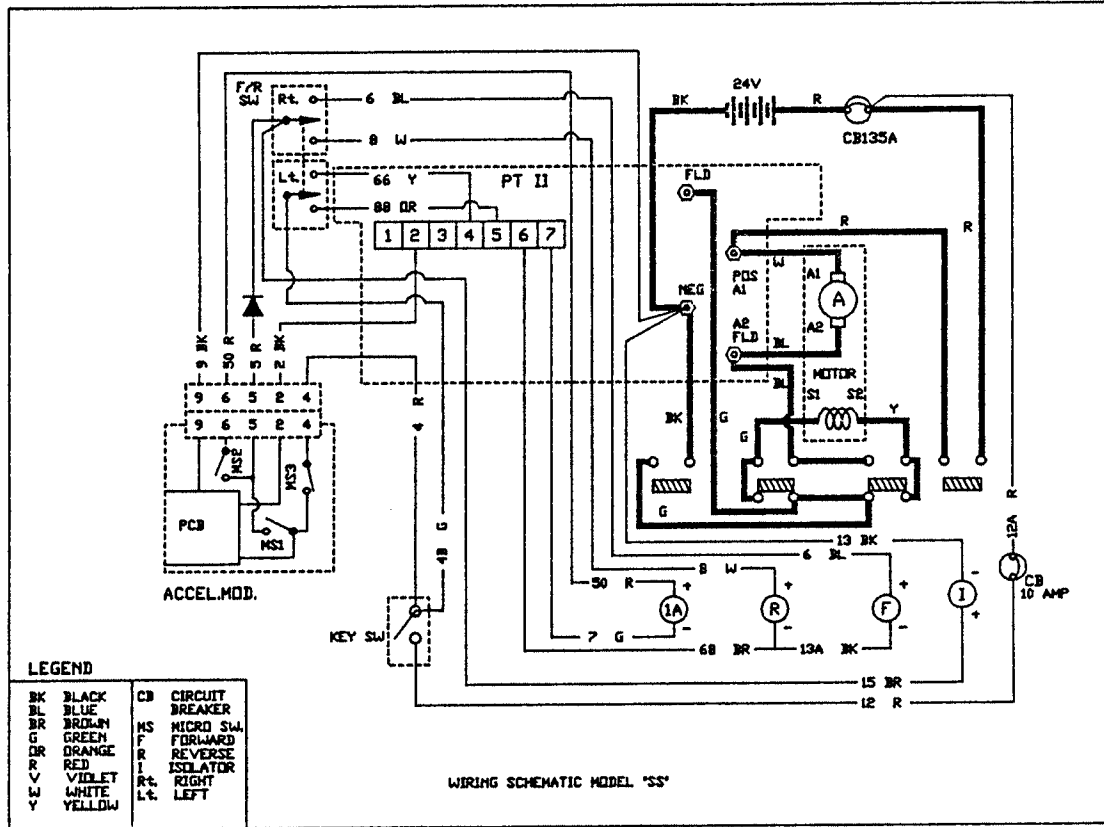 24V
BK
R
CB135A
F/R
SW
Rt.
6 BL
8 W
Lt.
66 Y
88 OR
PT II
FLD
1 2 3 4 5 6 7
R
R
W
POS
A1
A1
A
NEG
A2
FLD
A2
BL
MOTOR
BL
S1 S2
Y
G
BK
G
G
9 BK
50 R
5 R
2 BK
9 6 5 2 4
9 6 5 2 4
MS2
MS3
PCB
MS1
ACCEL.MOD.
4 R
4B G
KEY SW
13 BK
6 BL
8 W
50 R
+
1A
-
+
R
-
+
F
-
-
I
+
12A R
CB
10 AMP
7 G
68 BR
13A BK
15 BR
12 R
LEGEND
BK BLACK
BL BLUE
BR BROWN
G GREEN
OR ORANGE
R RED
V VIOLET
W WHITE
Y YELLOW
CB CIRCUIT
BREAKER
MS MICRO SW.
F FORWARD
R REVERSE
I ISOLATOR
Rt. RIGHT
Lt. LEFT
WIRING SCHEMATIC MODEL "SS"